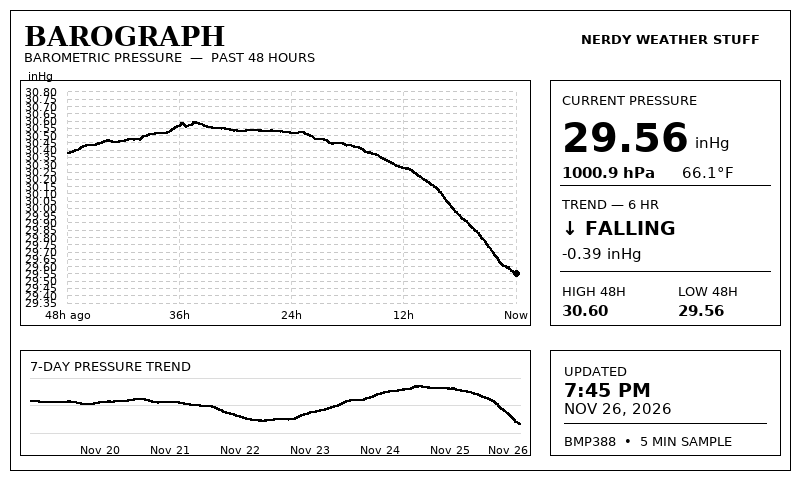 BAROGRAPH
BAROMETRIC PRESSURE — PAST 48 HOURS
NERDY WEATHER STUFF
inHg
30.80
30.75
30.70
30.65
30.60
30.55
30.50
30.45
30.40
30.35
30.30
30.25
30.20
30.15
30.10
30.05
30.00
29.95
29.90
29.85
29.80
29.75
29.70
29.65
29.60
29.55
29.50
29.45
29.40
29.35
48h ago 36h 24h 12h Now
CURRENT PRESSURE
29.56 inHg
1000.9 hPa 66.1°F
TREND — 6 HR
↓ FALLING
-0.39 inHg
HIGH 48H LOW 48H
30.60 29.56
7-DAY PRESSURE TREND
Nov 20 Nov 21 Nov 22 Nov 23 Nov 24 Nov 25 Nov 26
UPDATED
7:45 PM
NOV 26, 2026
BMP388 • 5 MIN SAMPLE